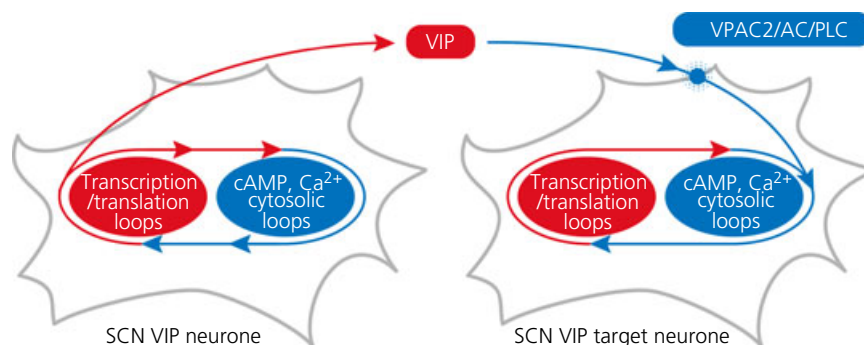 VIP
VPAC2/AC/PLC
Transcription
/translation
loops
cAMP, Ca²⁺
cytosolic
loops
Transcription
/translation
loops
cAMP, Ca²⁺
cytosolic
loops
SCN VIP neurone
SCN VIP target neurone